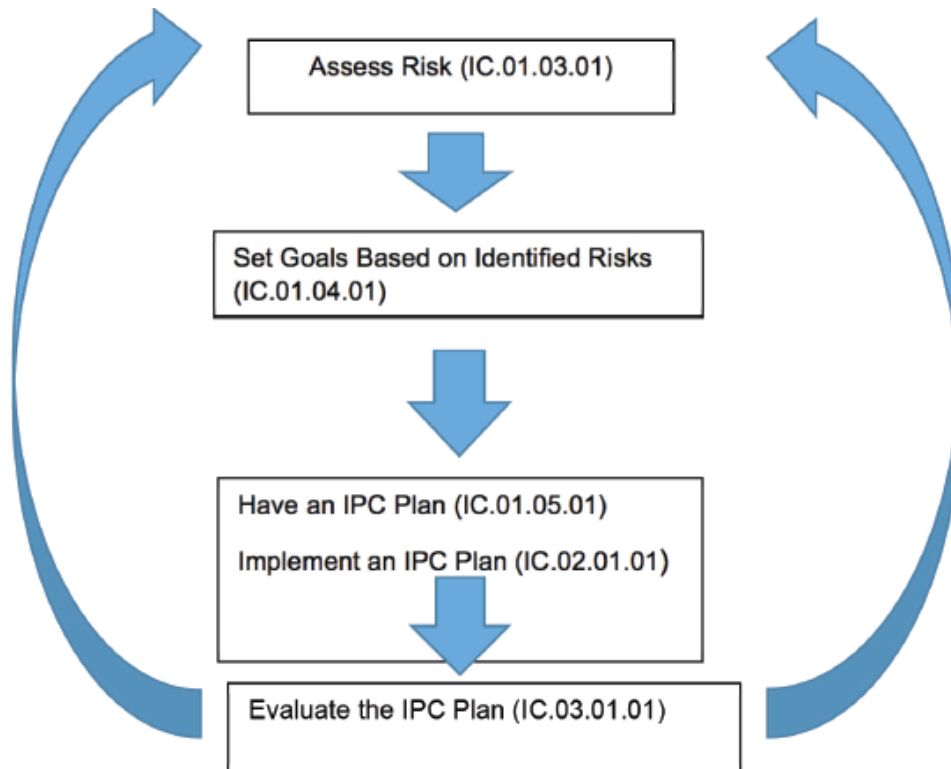 Assess Risk (IC.01.03.01)
Set Goals Based on Identified Risks
(IC.01.04.01)
Have an IPC Plan (IC.01.05.01)
Implement an IPC Plan (IC.02.01.01)
Evaluate the IPC Plan (IC.03.01.01)